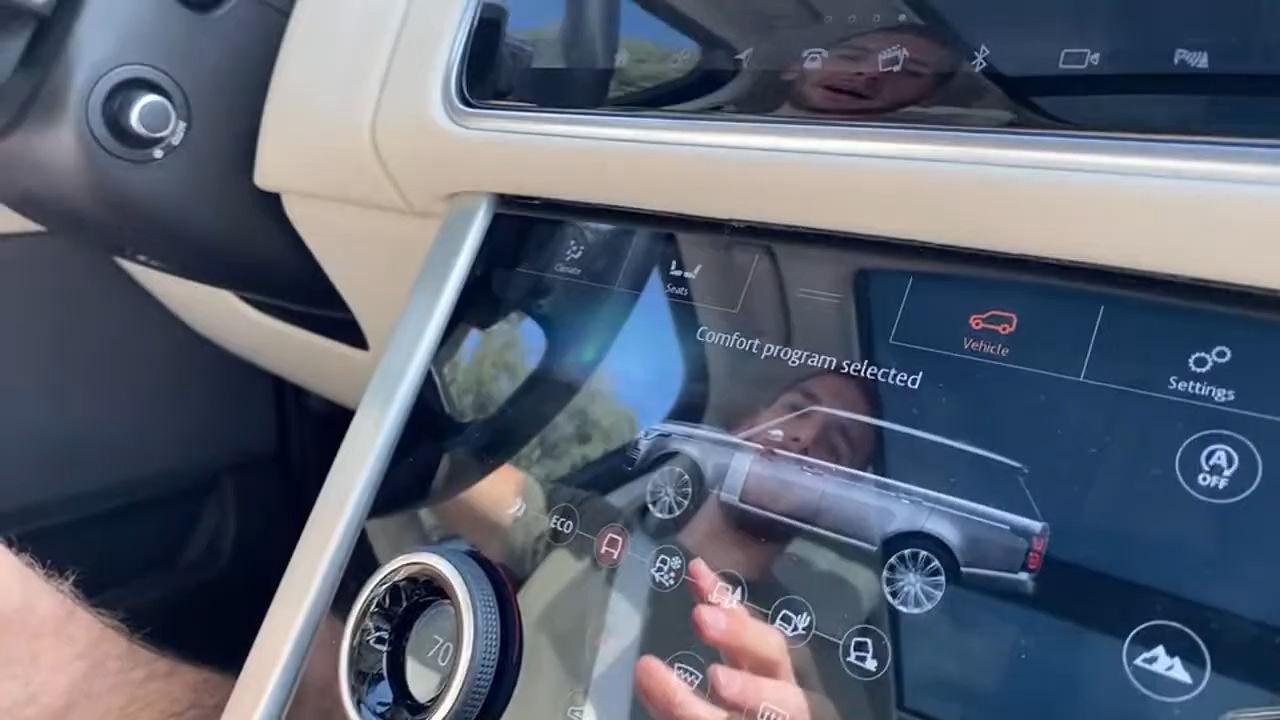 Climate
Seats
Vehicle
Settings
Comfort program selected
A
OFF
ECO
70